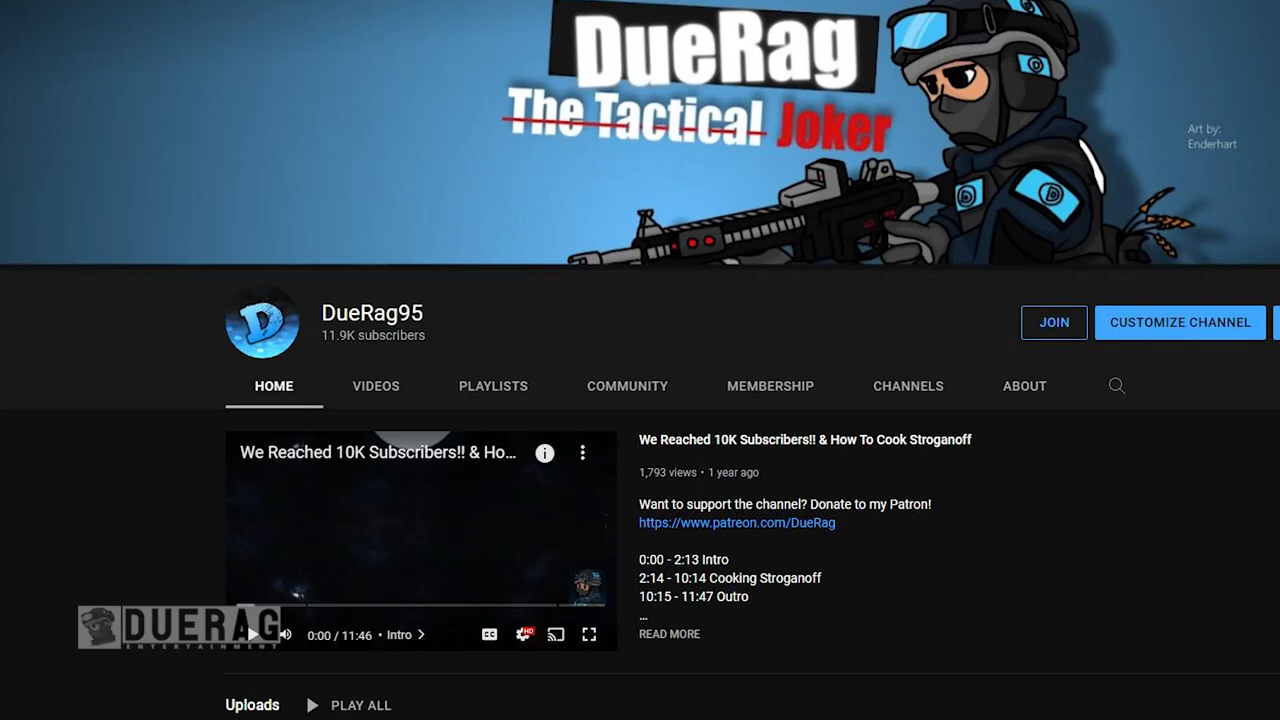 DueRag
The Tactical Joker
Art by:
Enderhart
D
D
D
D
DueRag95
11.9K subscribers
JOIN
CUSTOMIZE CHANNEL
HOME
VIDEOS
PLAYLISTS
COMMUNITY
MEMBERSHIP
CHANNELS
ABOUT
We Reached 10K Subscribers!! & Ho...
i
We Reached 10K Subscribers!! & How To Cook Stroganoff
1,793 views • 1 year ago
Want to support the channel? Donate to my Patron!
https://www.patreon.com/DueRag
0:00 - 2:13 Intro
2:14 - 10:14 Cooking Stroganoff
10:15 - 11:47 Outro
...
READ MORE
DUERAG
ENTERTAINMENT
0:00 / 11:46 • Intro
CC
HD
Uploads
PLAY ALL